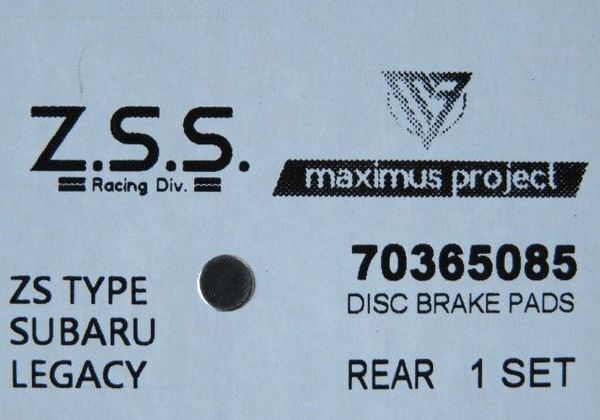 Z.S.S.
Racing Div.
maximus project
70365085
DISC BRAKE PADS
ZS TYPE
SUBARU
LEGACY
REAR 1 SET